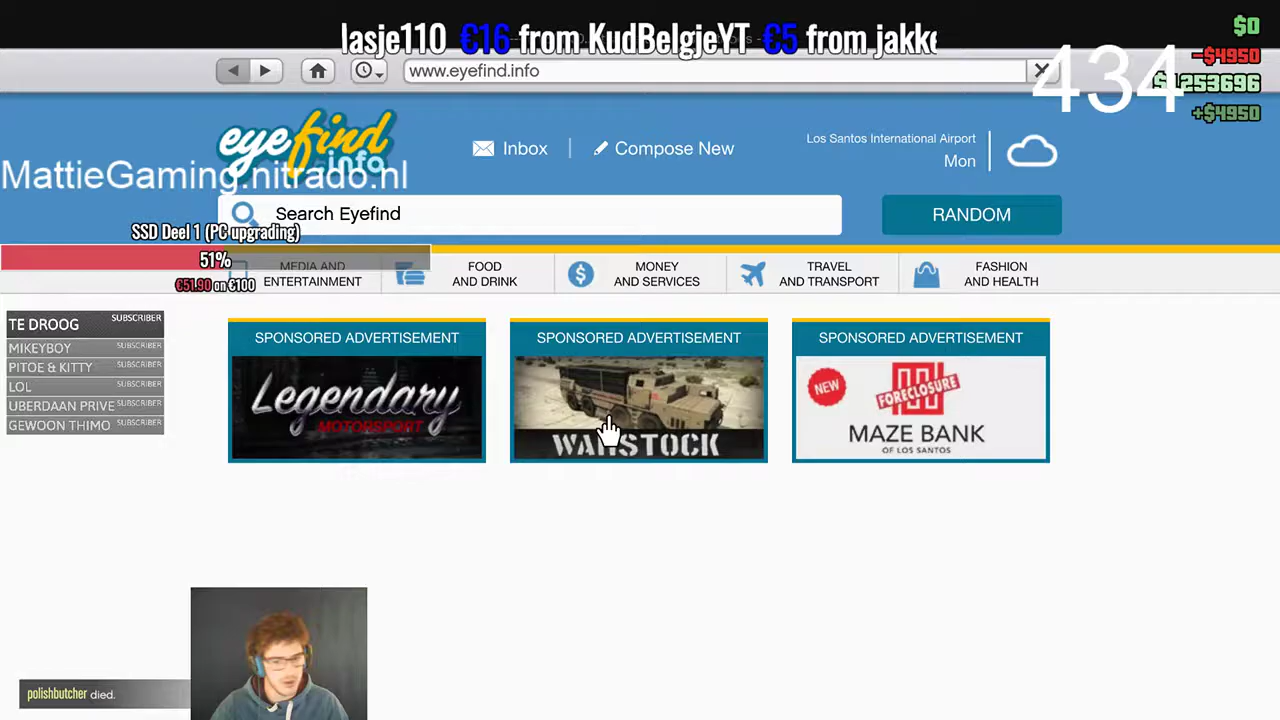 lasje110 €16 from KudBelgjeYT €5 from jakke
$0
-$4950
$1253696
+$4950
434
www.eyefind.info
eyefind
.info
Inbox
Compose New
Los Santos International Airport
Mon
MattieGaming.nitrado.nl
Search Eyefind
RANDOM
SSD Deel 1 (PC upgrading)
51%
€51.90 on €100
MEDIA AND
ENTERTAINMENT
FOOD
AND DRINK
MONEY
AND SERVICES
TRAVEL
AND TRANSPORT
FASHION
AND HEALTH
TE DROOG SUBSCRIBER
MIKEYBOY SUBSCRIBER
PITOE & KITTY SUBSCRIBER
LOL SUBSCRIBER
UBERDAAN PRIVE SUBSCRIBER
GEWOON THIMO SUBSCRIBER
SPONSORED ADVERTISEMENT
Legendary
MOTORSPORT
SPONSORED ADVERTISEMENT
WARSTOCK
SPONSORED ADVERTISEMENT
NEW
FORECLOSURE
MAZE BANK
OF LOS SANTOS
polishbutcher died.